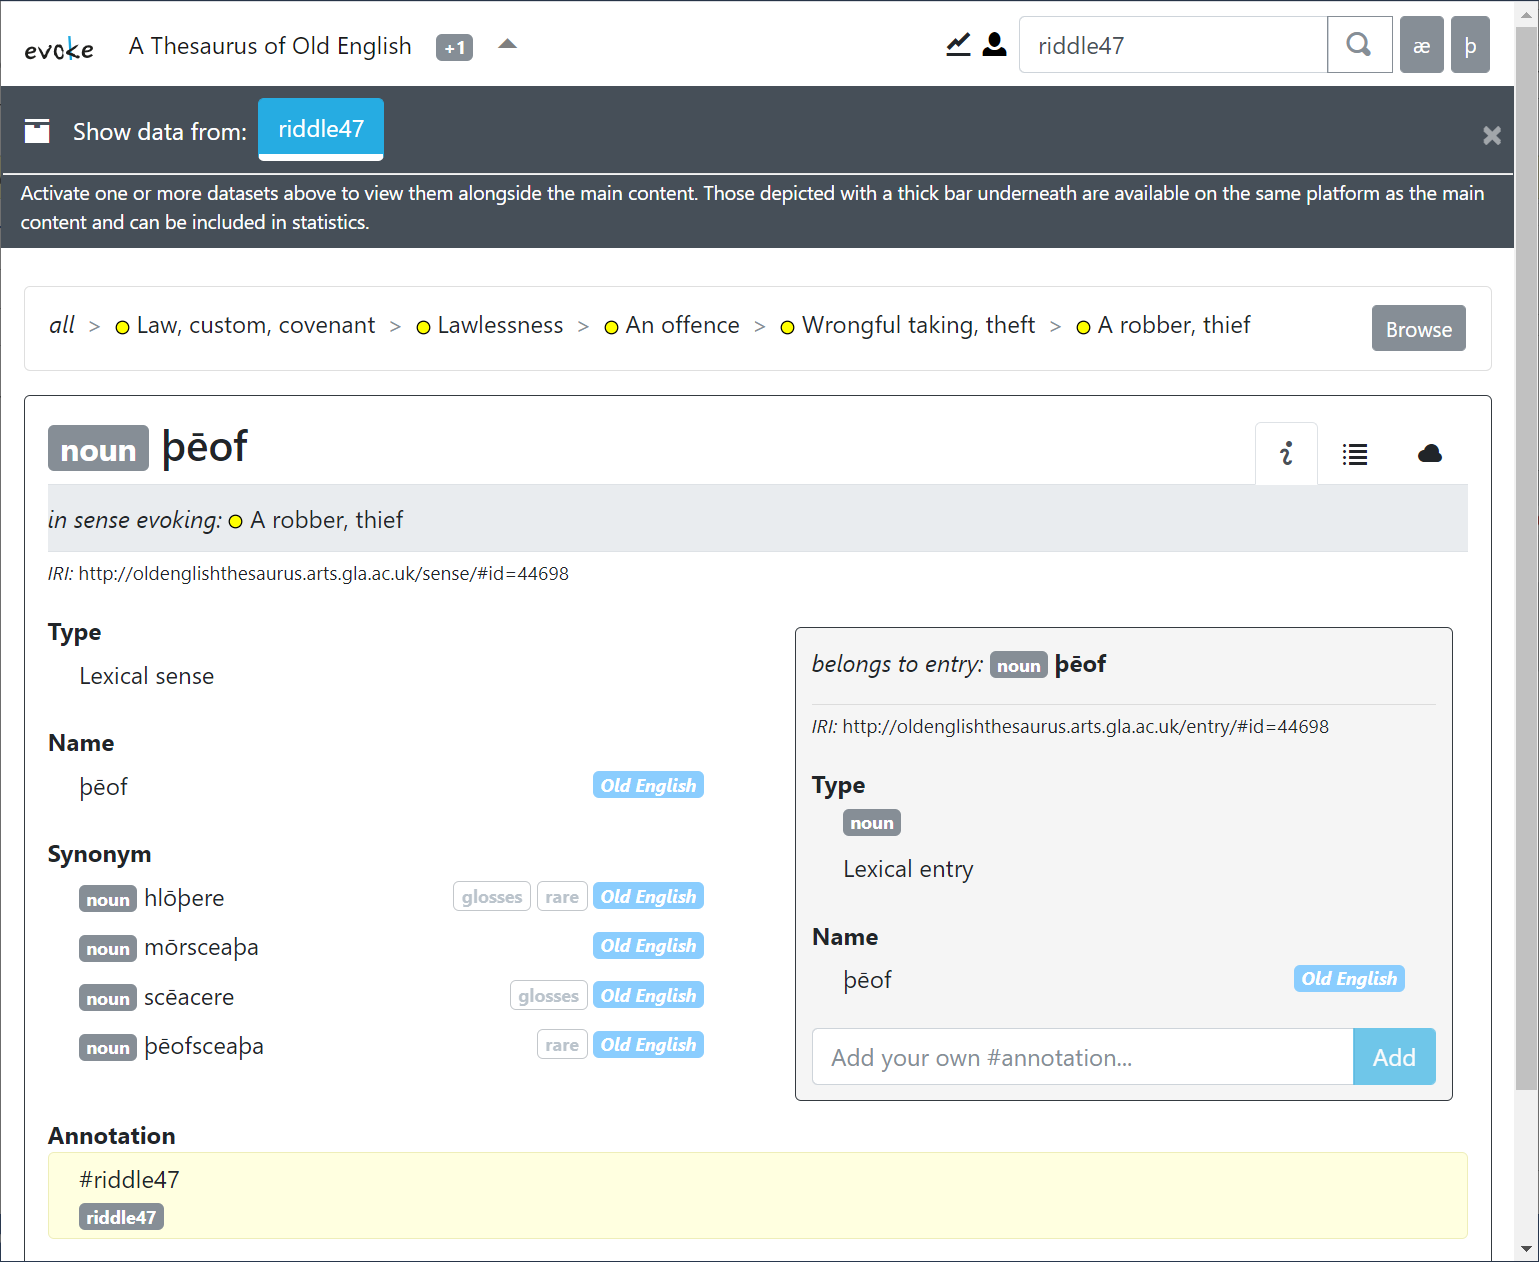 evoke A Thesaurus of Old English +1 riddle47 æ þ
Show data from: riddle47
Activate one or more datasets above to view them alongside the main content. Those depicted with a thick bar underneath are available on the same platform as the main
content and can be included in statistics.
all > Law, custom, covenant > Lawlessness > An offence > Wrongful taking, theft > A robber, thief Browse
noun þēof
in sense evoking: A robber, thief
IRI: http://oldenglishthesaurus.arts.gla.ac.uk/sense/#id=44698
Type
Lexical sense
Name
þēof Old English
Synonym
noun hlōþere glosses rare Old English
noun mōrsceaþa Old English
noun scēacere glosses Old English
noun þēofsceaþa rare Old English
belongs to entry: noun þēof
IRI: http://oldenglishthesaurus.arts.gla.ac.uk/entry/#id=44698
Type
noun
Lexical entry
Name
þēof Old English
Add your own #annotation... Add
Annotation
#riddle47
riddle47